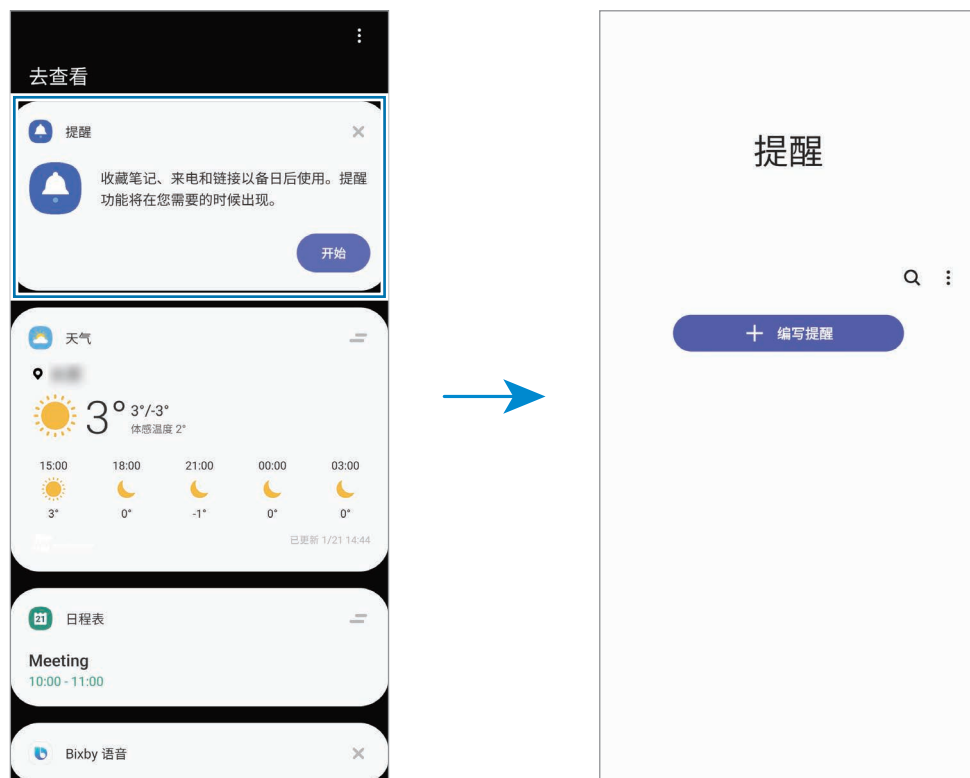 去查看
提醒
收藏笔记、来电和链接以备日后使用。提醒
功能将在您需要的时候出现。
开始
天气
3° 3°/-3°
体感温度 2°
15:00 18:00 21:00 00:00 03:00
3° 0° -1° 0° 0°
已更新 1/21 14:44
21 日程表
Meeting
10:00 - 11:00
Bixby 语音
提醒
编写提醒